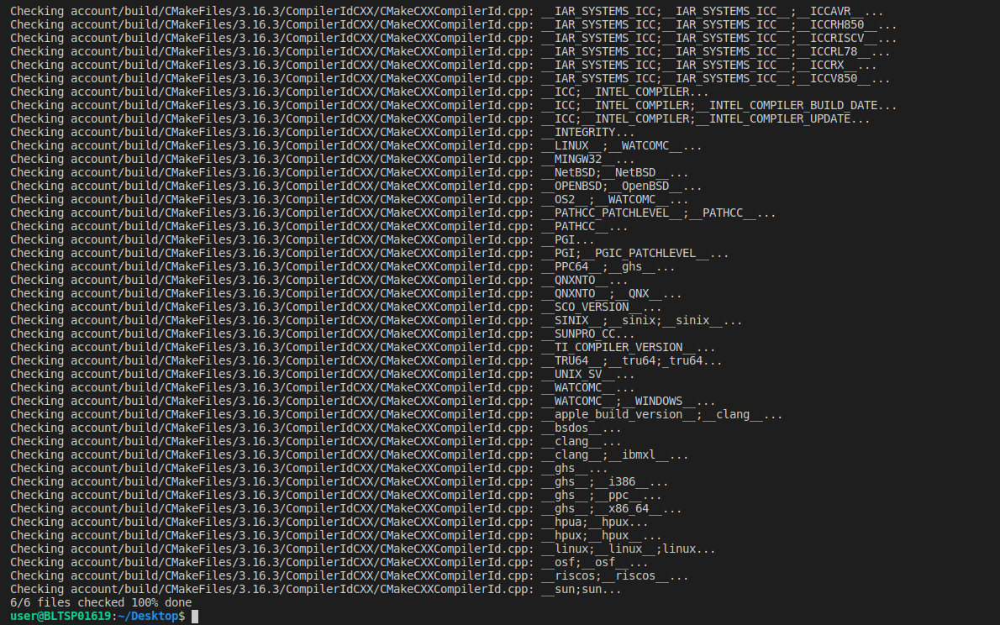 Checking account/build/CMakeFiles/3.16.3/CompilerIdCXX/CMakeCXXCompilerId.cpp: __IAR_SYSTEMS_ICC;__IAR_SYSTEMS_ICC__;__ICCAVR__...
Checking account/build/CMakeFiles/3.16.3/CompilerIdCXX/CMakeCXXCompilerId.cpp: __IAR_SYSTEMS_ICC;__IAR_SYSTEMS_ICC__;__ICCRH850__...
Checking account/build/CMakeFiles/3.16.3/CompilerIdCXX/CMakeCXXCompilerId.cpp: __IAR_SYSTEMS_ICC;__IAR_SYSTEMS_ICC__;__ICCRISCV__...
Checking account/build/CMakeFiles/3.16.3/CompilerIdCXX/CMakeCXXCompilerId.cpp: __IAR_SYSTEMS_ICC;__IAR_SYSTEMS_ICC__;__ICCRL78__...
Checking account/build/CMakeFiles/3.16.3/CompilerIdCXX/CMakeCXXCompilerId.cpp: __IAR_SYSTEMS_ICC;__IAR_SYSTEMS_ICC__;__ICCRX__...
Checking account/build/CMakeFiles/3.16.3/CompilerIdCXX/CMakeCXXCompilerId.cpp: __IAR_SYSTEMS_ICC;__IAR_SYSTEMS_ICC__;__ICCV850__...
Checking account/build/CMakeFiles/3.16.3/CompilerIdCXX/CMakeCXXCompilerId.cpp: __ICC;__INTEL_COMPILER...
Checking account/build/CMakeFiles/3.16.3/CompilerIdCXX/CMakeCXXCompilerId.cpp: __ICC;__INTEL_COMPILER;__INTEL_COMPILER_BUILD_DATE...
Checking account/build/CMakeFiles/3.16.3/CompilerIdCXX/CMakeCXXCompilerId.cpp: __ICC;__INTEL_COMPILER;__INTEL_COMPILER_UPDATE...
Checking account/build/CMakeFiles/3.16.3/CompilerIdCXX/CMakeCXXCompilerId.cpp: __INTEGRITY...
Checking account/build/CMakeFiles/3.16.3/CompilerIdCXX/CMakeCXXCompilerId.cpp: __LINUX__;__WATCOMC__...
Checking account/build/CMakeFiles/3.16.3/CompilerIdCXX/CMakeCXXCompilerId.cpp: __MINGW32__...
Checking account/build/CMakeFiles/3.16.3/CompilerIdCXX/CMakeCXXCompilerId.cpp: __NetBSD;__NetBSD__...
Checking account/build/CMakeFiles/3.16.3/CompilerIdCXX/CMakeCXXCompilerId.cpp: __OPENBSD;__OpenBSD__...
Checking account/build/CMakeFiles/3.16.3/CompilerIdCXX/CMakeCXXCompilerId.cpp: __OS2__;__WATCOMC__...
Checking account/build/CMakeFiles/3.16.3/CompilerIdCXX/CMakeCXXCompilerId.cpp: __PATHCC_PATCHLEVEL__;__PATHCC__...
Checking account/build/CMakeFiles/3.16.3/CompilerIdCXX/CMakeCXXCompilerId.cpp: __PATHCC__...
Checking account/build/CMakeFiles/3.16.3/CompilerIdCXX/CMakeCXXCompilerId.cpp: __PGI...
Checking account/build/CMakeFiles/3.16.3/CompilerIdCXX/CMakeCXXCompilerId.cpp: __PGI;__PGIC_PATCHLEVEL__...
Checking account/build/CMakeFiles/3.16.3/CompilerIdCXX/CMakeCXXCompilerId.cpp: __PPC64__;__ghs__...
Checking account/build/CMakeFiles/3.16.3/CompilerIdCXX/CMakeCXXCompilerId.cpp: __QNXNTO__...
Checking account/build/CMakeFiles/3.16.3/CompilerIdCXX/CMakeCXXCompilerId.cpp: __QNXNTO__;__QNX__...
Checking account/build/CMakeFiles/3.16.3/CompilerIdCXX/CMakeCXXCompilerId.cpp: __SCO_VERSION__...
Checking account/build/CMakeFiles/3.16.3/CompilerIdCXX/CMakeCXXCompilerId.cpp: __SINIX__;__sinix;__sinix__...
Checking account/build/CMakeFiles/3.16.3/CompilerIdCXX/CMakeCXXCompilerId.cpp: __SUNPRO_CC...
Checking account/build/CMakeFiles/3.16.3/CompilerIdCXX/CMakeCXXCompilerId.cpp: __TI_COMPILER_VERSION__...
Checking account/build/CMakeFiles/3.16.3/CompilerIdCXX/CMakeCXXCompilerId.cpp: __TRU64__;__tru64;_tru64...
Checking account/build/CMakeFiles/3.16.3/CompilerIdCXX/CMakeCXXCompilerId.cpp: __UNIX_SV__...
Checking account/build/CMakeFiles/3.16.3/CompilerIdCXX/CMakeCXXCompilerId.cpp: __WATCOMC__...
Checking account/build/CMakeFiles/3.16.3/CompilerIdCXX/CMakeCXXCompilerId.cpp: __WATCOMC__;__WINDOWS__...
Checking account/build/CMakeFiles/3.16.3/CompilerIdCXX/CMakeCXXCompilerId.cpp: __apple_build_version__;__clang__...
Checking account/build/CMakeFiles/3.16.3/CompilerIdCXX/CMakeCXXCompilerId.cpp: __bsdos__...
Checking account/build/CMakeFiles/3.16.3/CompilerIdCXX/CMakeCXXCompilerId.cpp: __clang__...
Checking account/build/CMakeFiles/3.16.3/CompilerIdCXX/CMakeCXXCompilerId.cpp: __clang__;__ibmxl__...
Checking account/build/CMakeFiles/3.16.3/CompilerIdCXX/CMakeCXXCompilerId.cpp: __ghs__...
Checking account/build/CMakeFiles/3.16.3/CompilerIdCXX/CMakeCXXCompilerId.cpp: __ghs__;__i386__...
Checking account/build/CMakeFiles/3.16.3/CompilerIdCXX/CMakeCXXCompilerId.cpp: __ghs__;__ppc__...
Checking account/build/CMakeFiles/3.16.3/CompilerIdCXX/CMakeCXXCompilerId.cpp: __ghs__;__x86_64__...
Checking account/build/CMakeFiles/3.16.3/CompilerIdCXX/CMakeCXXCompilerId.cpp: __hpua;__hpux...
Checking account/build/CMakeFiles/3.16.3/CompilerIdCXX/CMakeCXXCompilerId.cpp: __hpux;__hpux__...
Checking account/build/CMakeFiles/3.16.3/CompilerIdCXX/CMakeCXXCompilerId.cpp: __linux;__linux__;linux...
Checking account/build/CMakeFiles/3.16.3/CompilerIdCXX/CMakeCXXCompilerId.cpp: __osf;__osf__...
Checking account/build/CMakeFiles/3.16.3/CompilerIdCXX/CMakeCXXCompilerId.cpp: __riscos;__riscos__...
Checking account/build/CMakeFiles/3.16.3/CompilerIdCXX/CMakeCXXCompilerId.cpp: __sun;sun...
6/6 files checked 100% done
user@BLTSP01619:~/Desktop$